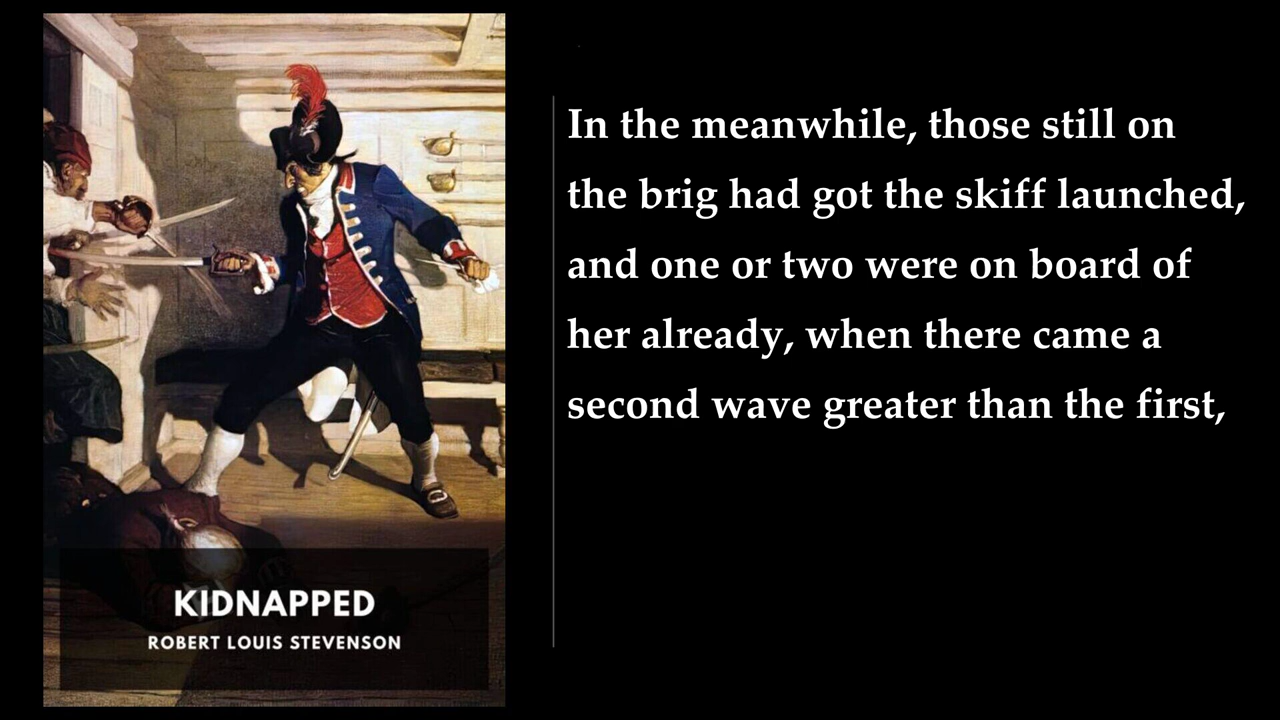 In the meanwhile, those still on
the brig had got the skiff launched,
and one or two were on board of
her already, when there came a
second wave greater than the first,
KIDNAPPED
ROBERT LOUIS STEVENSON